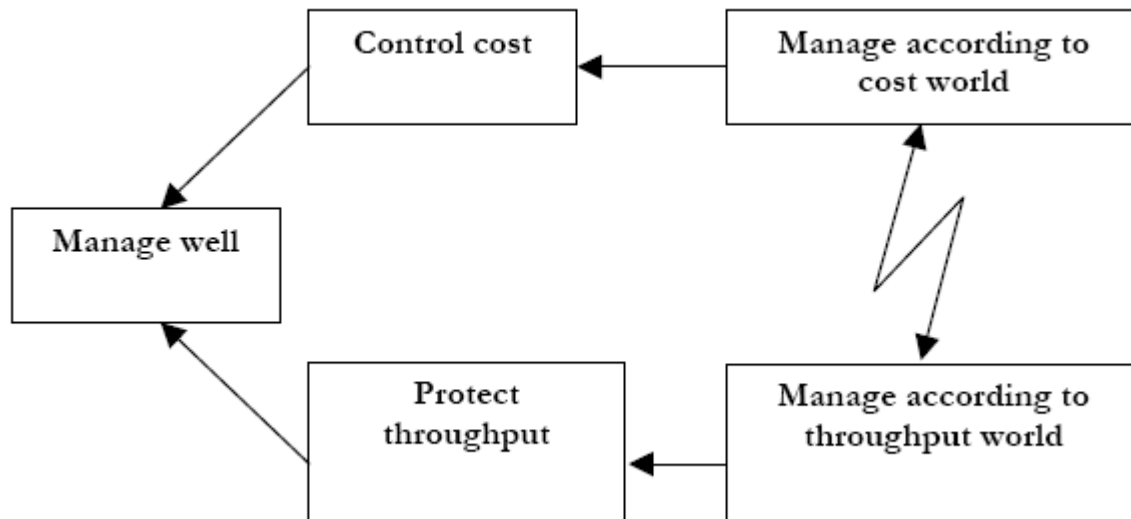 Control cost
Manage according to
cost world
Manage well
Protect
throughput
Manage according to
throughput world